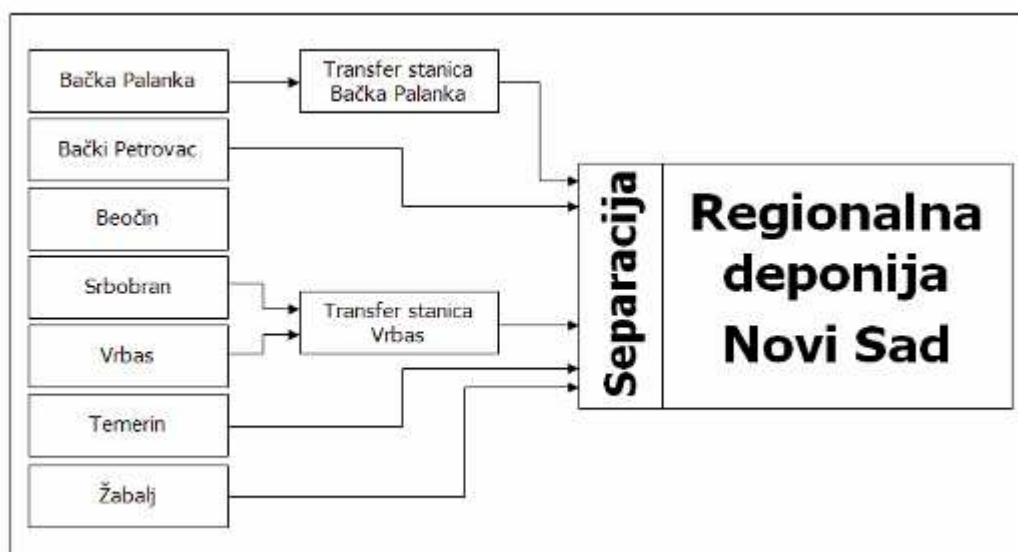 Bačka Palanka
Transfer stanica
Bačka Palanka
Bački Petrovac
Beočin
Srbobran
Transfer stanica
Vrbas
Vrbas
Temerin
Žabalj
Separacija
Regionalna
deponija
Novi Sad